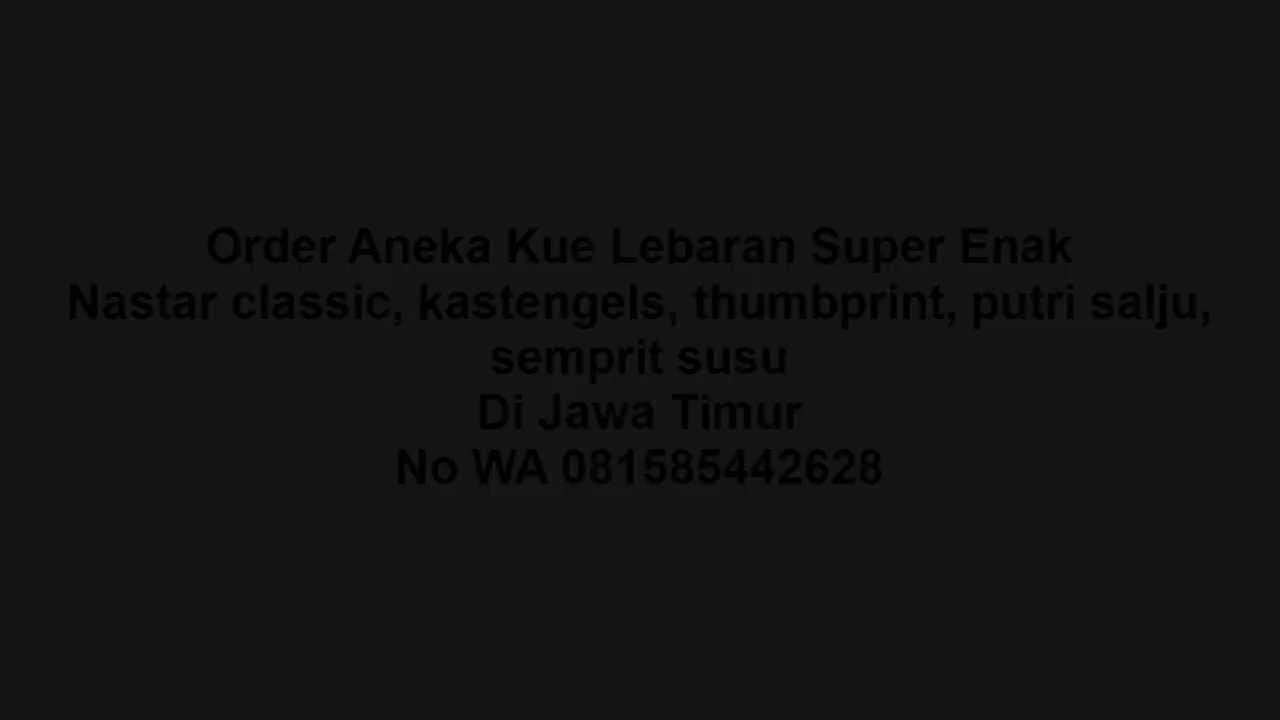 Order Aneka Kue Lebaran Super Enak
Nastar classic, kastengels, thumbprint, putri salju,
semprit susu
Di Jawa Timur
No WA 081585442628